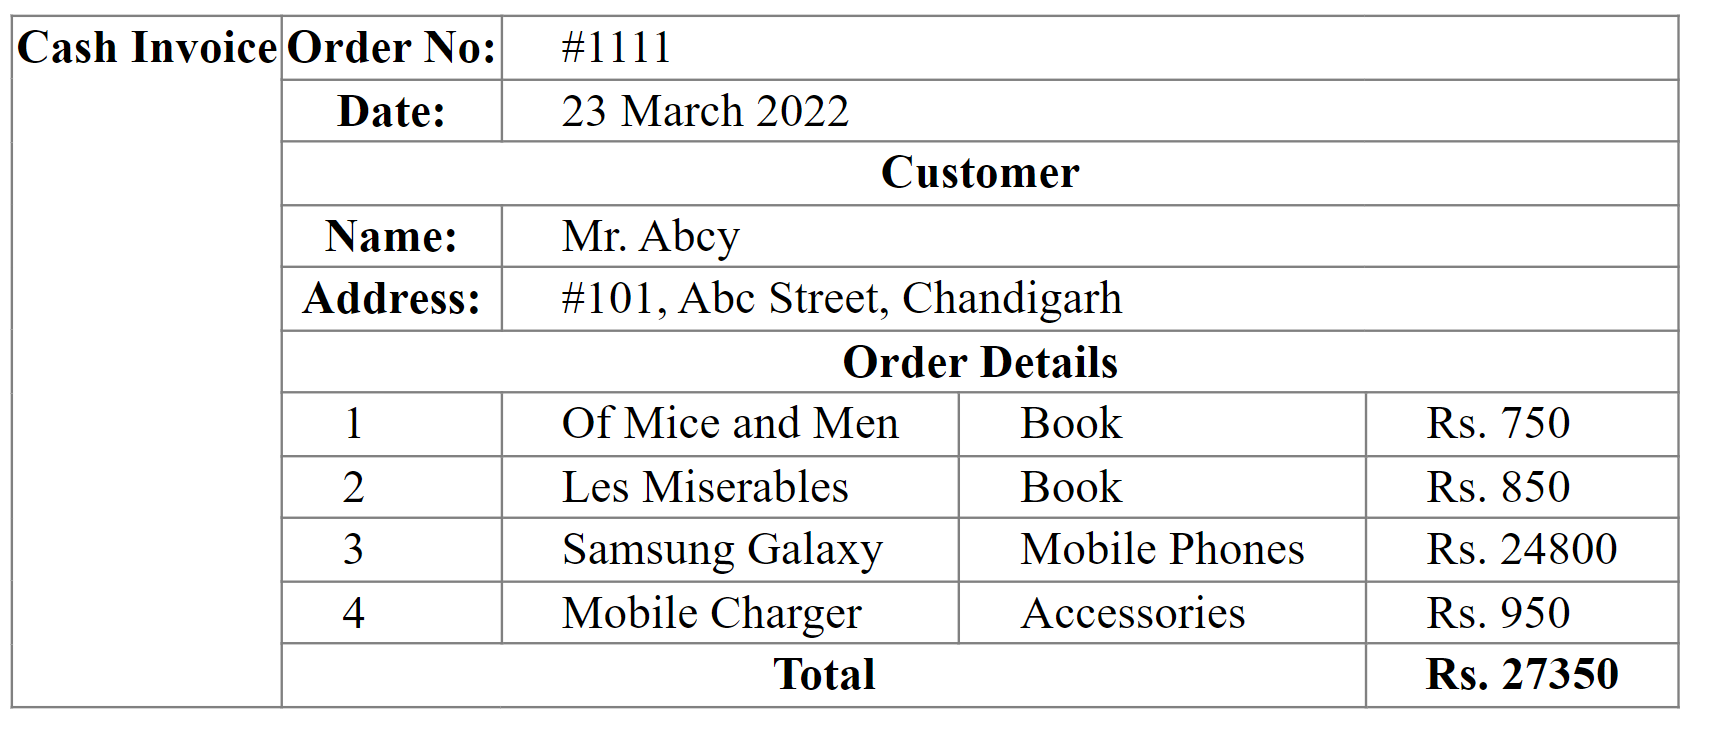 Cash Invoice Order No: #1111
Date: 23 March 2022
Customer
Name: Mr. Abcy
Address: #101, Abc Street, Chandigarh
Order Details
1 Of Mice and Men Book Rs. 750
2 Les Miserables Book Rs. 850
3 Samsung Galaxy Mobile Phones Rs. 24800
4 Mobile Charger Accessories Rs. 950
Total Rs. 27350